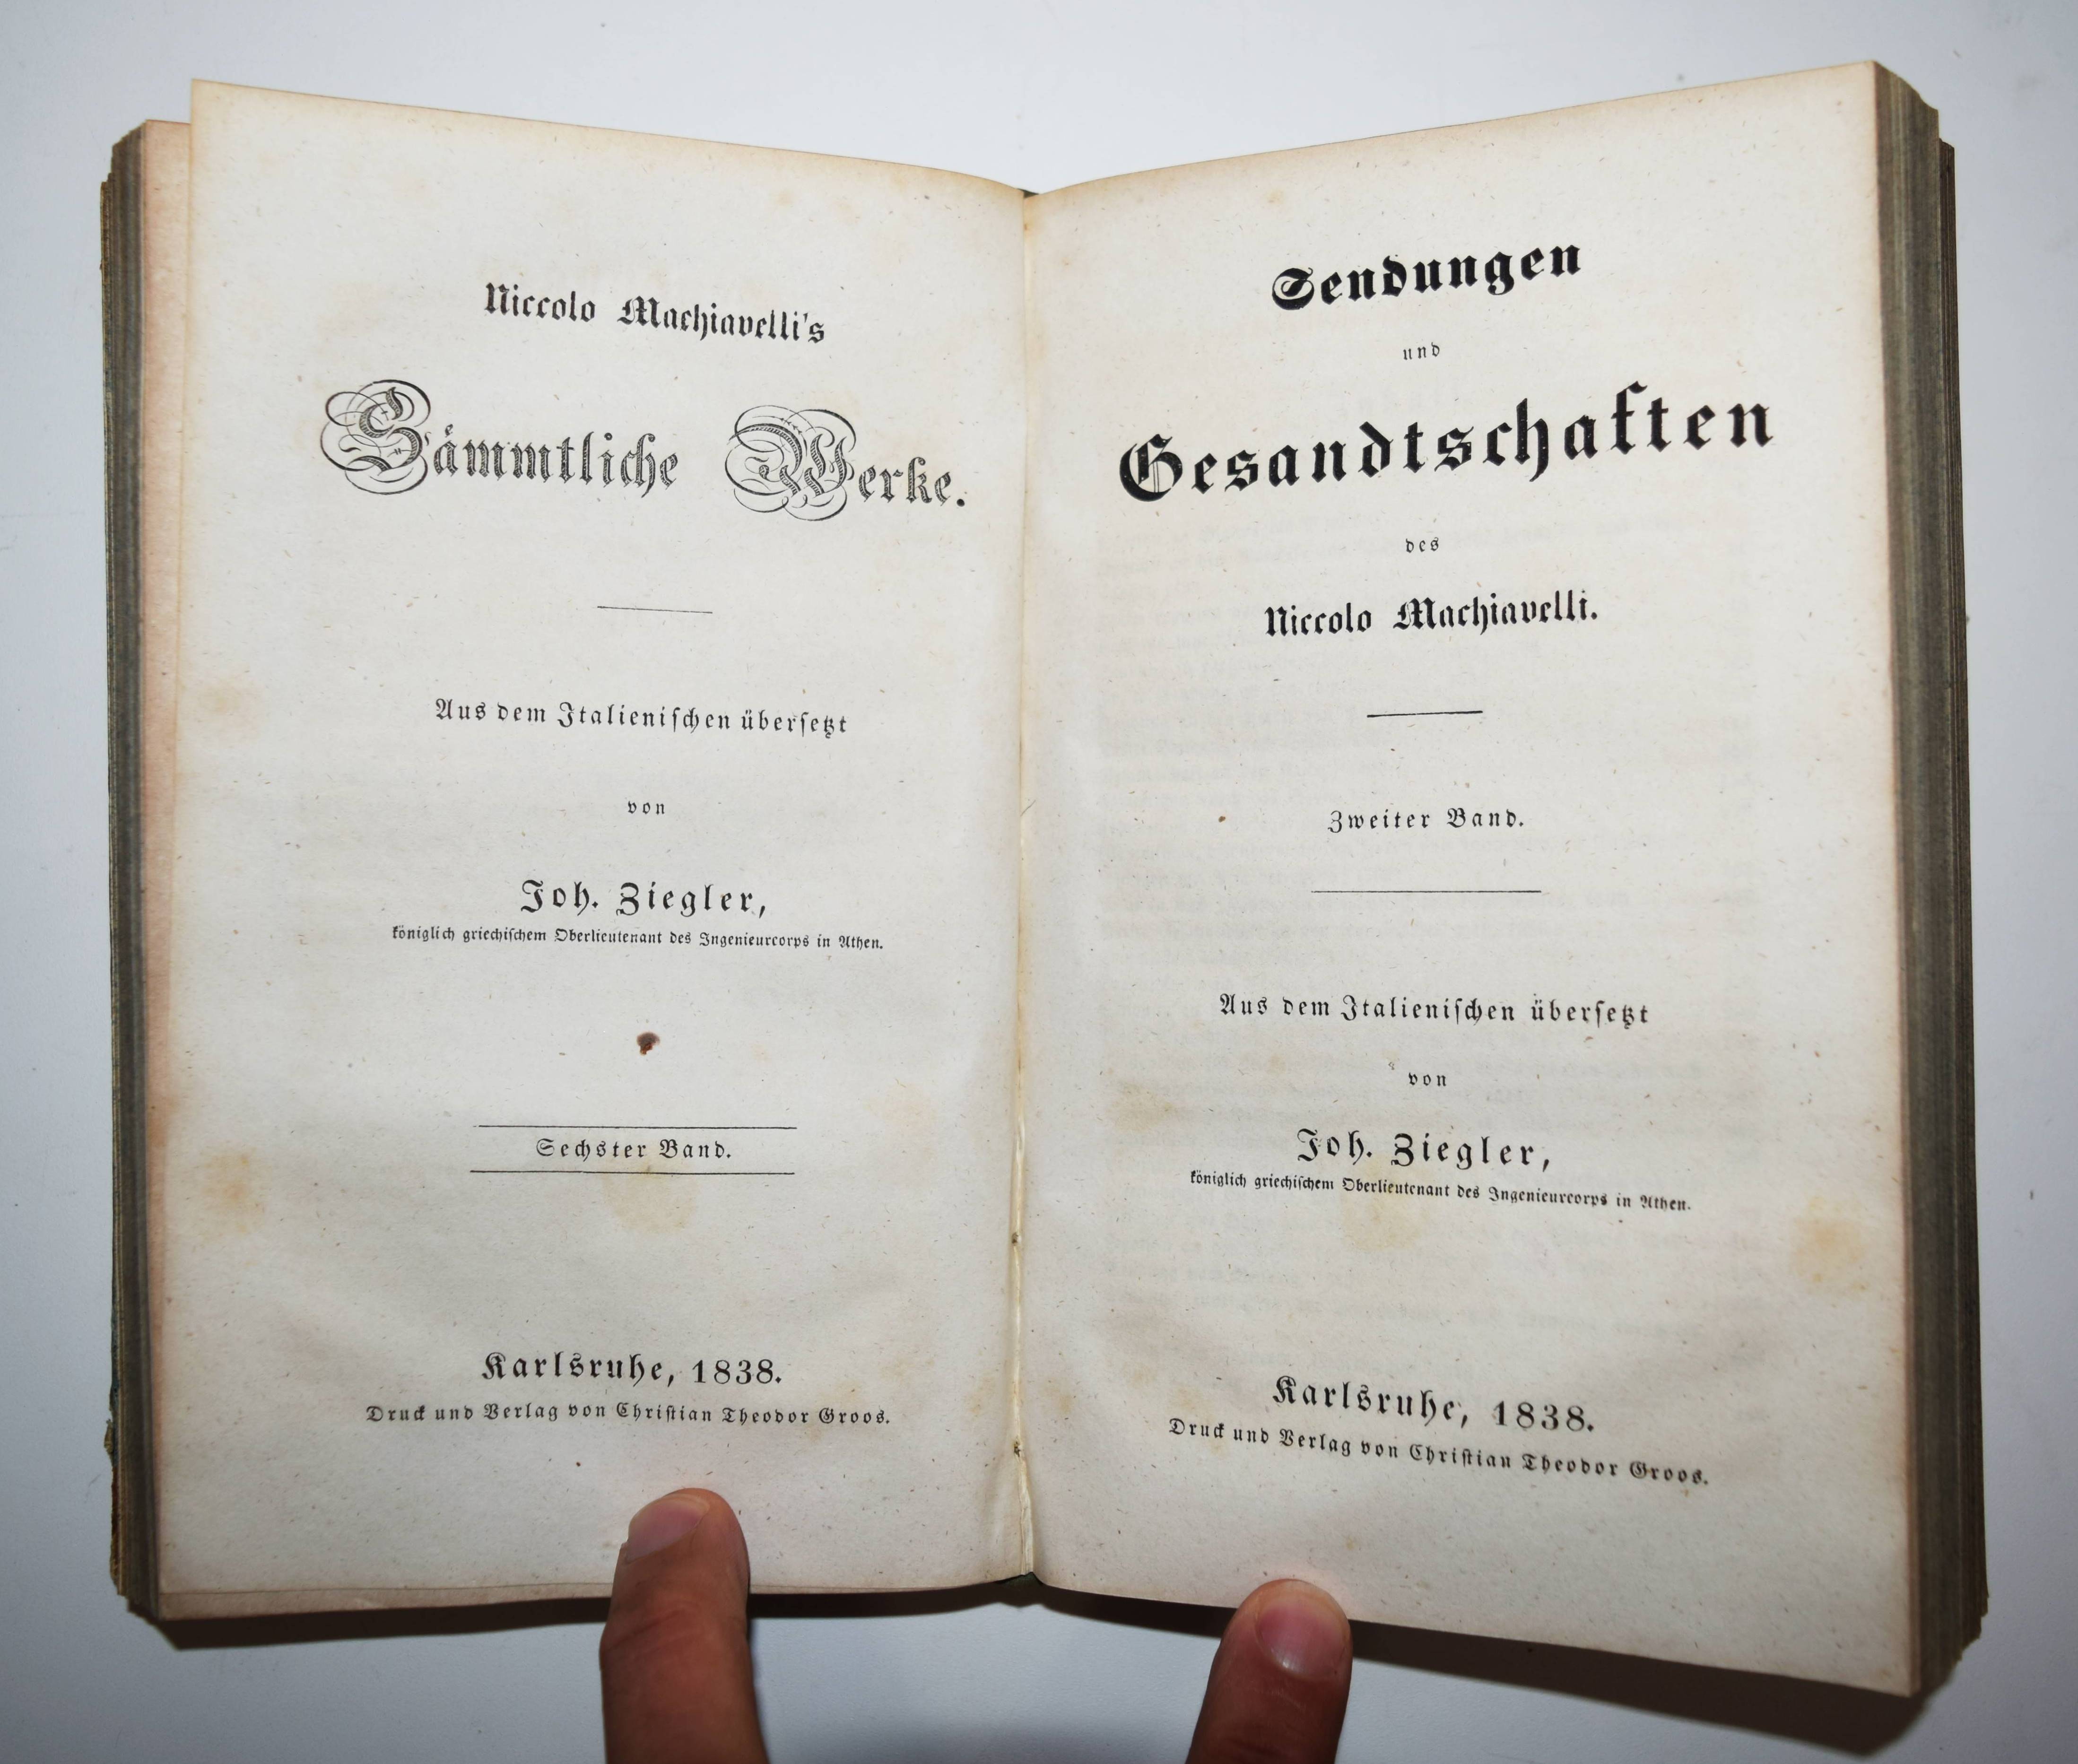 Niccolo Machiavelli's
Sämmtliche Werke.
Aus dem Italieniſchen überſetzt
von
Joh. Ziegler,
königlich griechiſchem Oberlieutenant des Ingenieurcorps in Athen.
Sechster Band.
Karlsruhe, 1838.
Druck und Verlag von Chriſtian Theodor Groos.
Sendungen
und
Gesandtschaften
des
Niccolo Machiavelli.
Zweiter Band.
Aus dem Italieniſchen überſetzt
von
Joh. Ziegler,
königlich griechiſchem Oberlieutenant des Ingenieurcorps in Athen.
Karlsruhe, 1838.
Druck und Verlag von Chriſtian Theodor Groos.